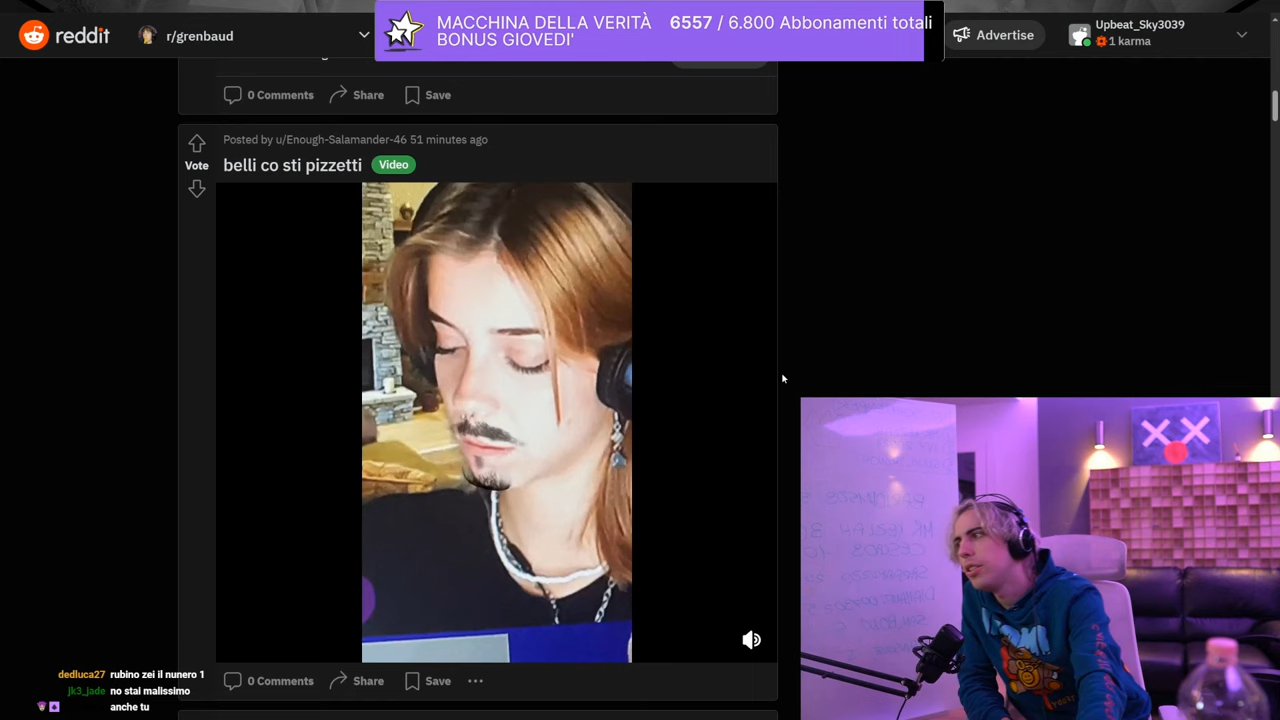 MACCHINA DELLA VERITÀ 6557 / 6.800 Abbonamenti totali
BONUS GIOVEDI'
reddit
r/grenbaud
Advertise
Upbeat_Sky3039
1 karma
0 Comments
Share
Save
Posted by u/Enough-Salamander-46 51 minutes ago
Vote
belli co sti pizzetti
Video
0 Comments
Share
Save
dedluca27 rubino zei il nunero 1
jk3_jade no stai malissimo
anche tu